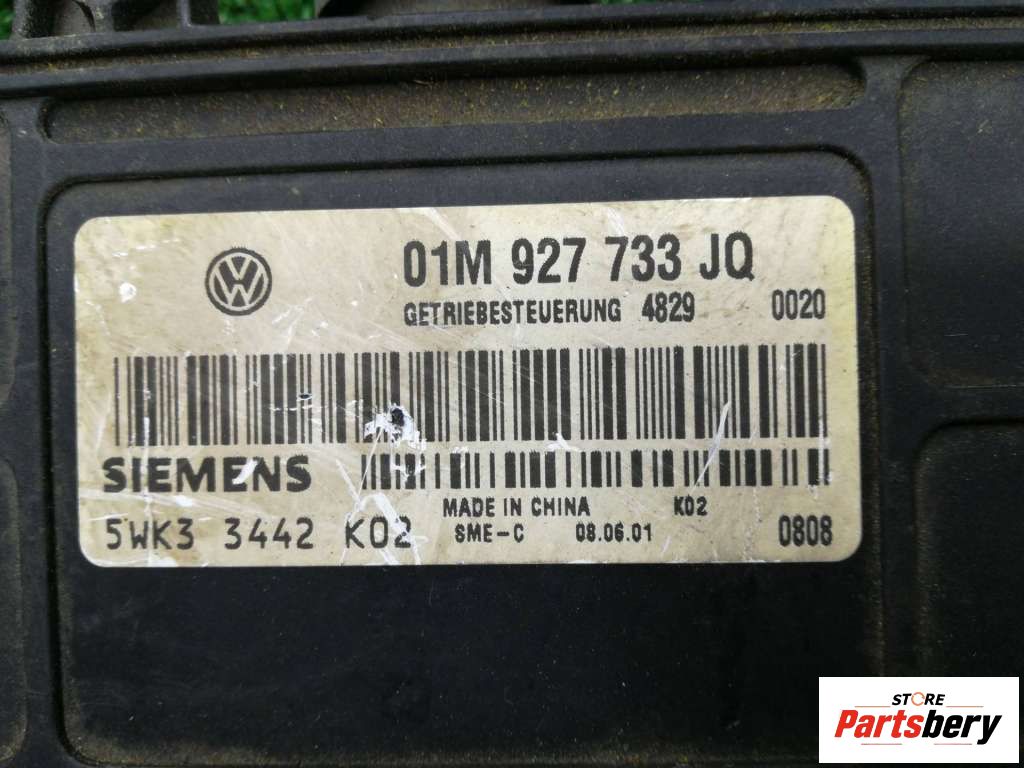 01M 927 733 JQ
GETRIEBESTEUERUNG 4829 0020
SIEMENS
MADE IN CHINA K02
5WK3 3442 K02 SME-C 08.06.01 0808
STORE
Partsbery